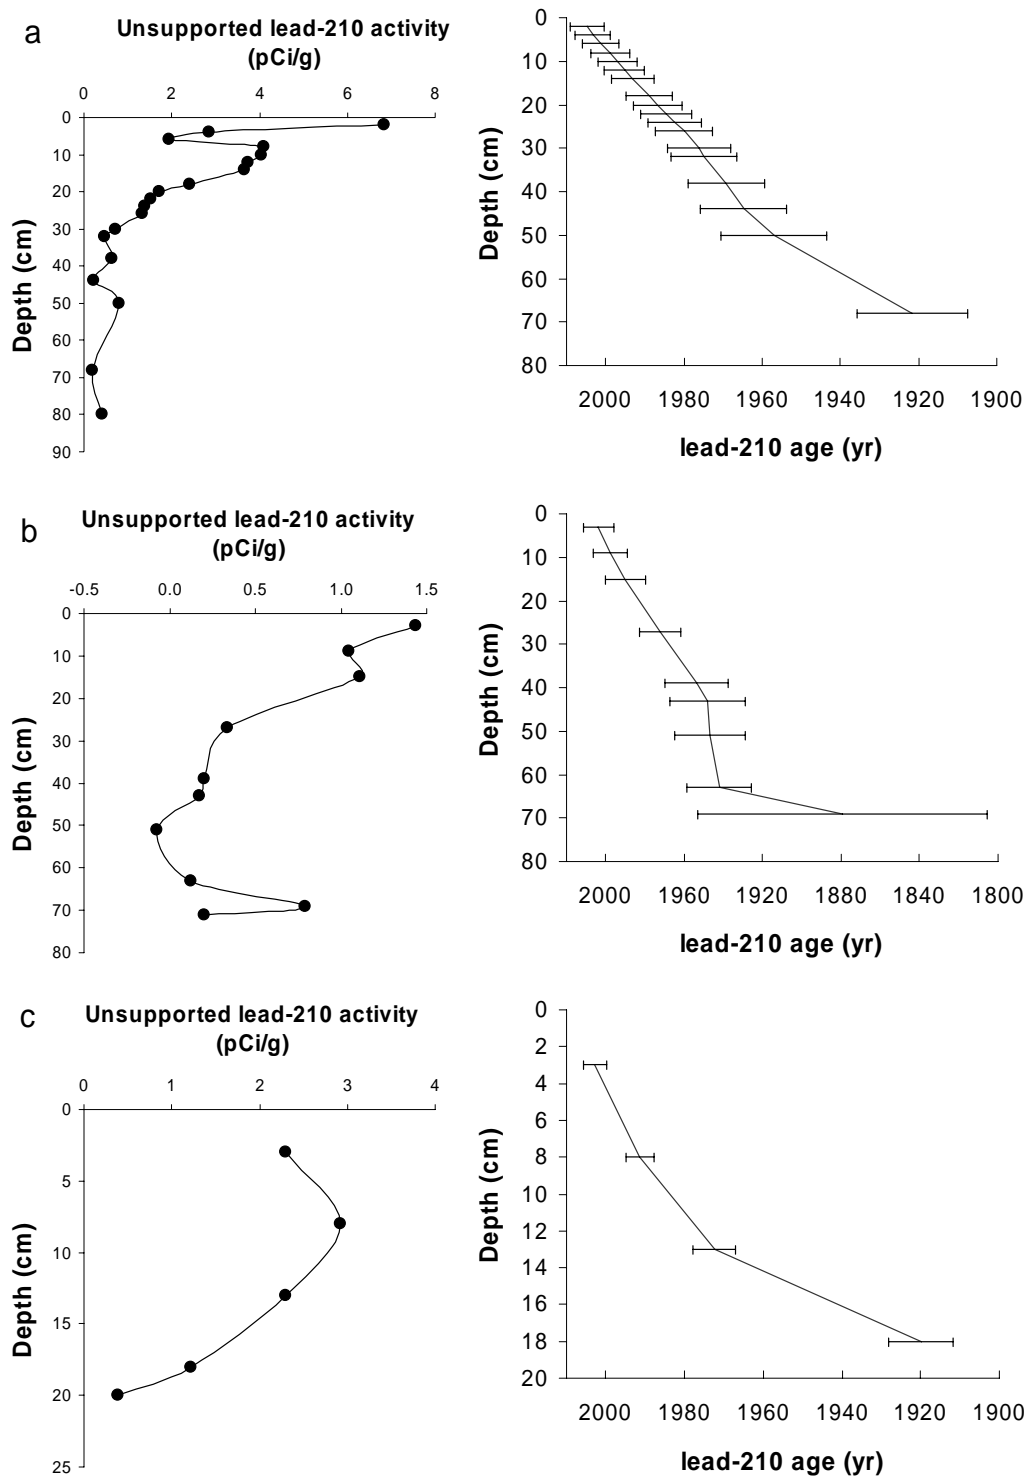 a
Unsupported lead-210 activity
(pCi/g)
0 2 4 6 8
0
10
20
30
40
50
60
70
80
90
Depth (cm)
0
10
20
30
40
50
60
70
80
Depth (cm)
2000 1980 1960 1940 1920 1900
lead-210 age (yr)
b
Unsupported lead-210 activity
(pCi/g)
-0.5 0.0 0.5 1.0 1.5
0
10
20
30
40
50
60
70
80
Depth (cm)
0
10
20
30
40
50
60
70
80
Depth (cm)
2000 1960 1920 1880 1840 1800
lead-210 age (yr)
c
Unsupported lead-210 activity
(pCi/g)
0 1 2 3 4
0
5
10
15
20
25
Depth (cm)
0
2
4
6
8
10
12
14
16
18
20
Depth (cm)
2000 1980 1960 1940 1920 1900
lead-210 age (yr)